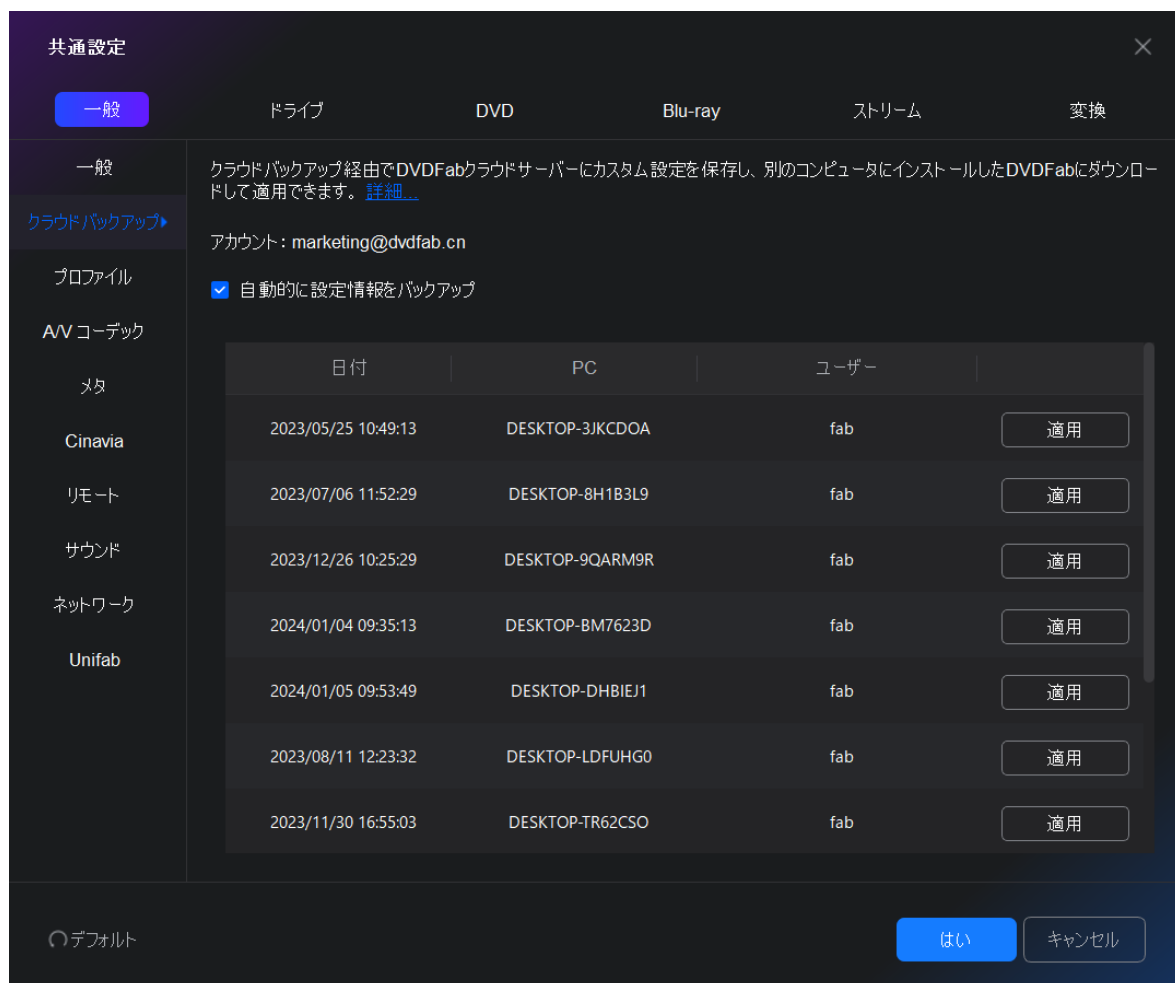 共通設定
一般 ドライブ DVD Blu-ray ストリーム 変換
一般
クラウドバックアップ
プロファイル
A/V コーデック
メタ
Cinavia
リモート
サウンド
ネットワーク
Unifab
クラウドバックアップ経由でDVDFabクラウドサーバーにカスタム設定を保存し、別のコンピュータにインストールしたDVDFabにダウンロー
ドして適用できます。 詳細...
アカウント : marketing@dvdfab.cn
自動的に設定情報をバックアップ
日付 PC ユーザー
2023/05/25 10:49:13 DESKTOP-3JKCDOA fab 適用
2023/07/06 11:52:29 DESKTOP-8H1B3L9 fab 適用
2023/12/26 10:25:29 DESKTOP-9QARM9R fab 適用
2024/01/04 09:35:13 DESKTOP-BM7623D fab 適用
2024/01/05 09:53:49 DESKTOP-DHBIEJ1 fab 適用
2023/08/11 12:23:32 DESKTOP-LDFUHG0 fab 適用
2023/11/30 16:55:03 DESKTOP-TR62CSO fab 適用
デフォルト はい キャンセル